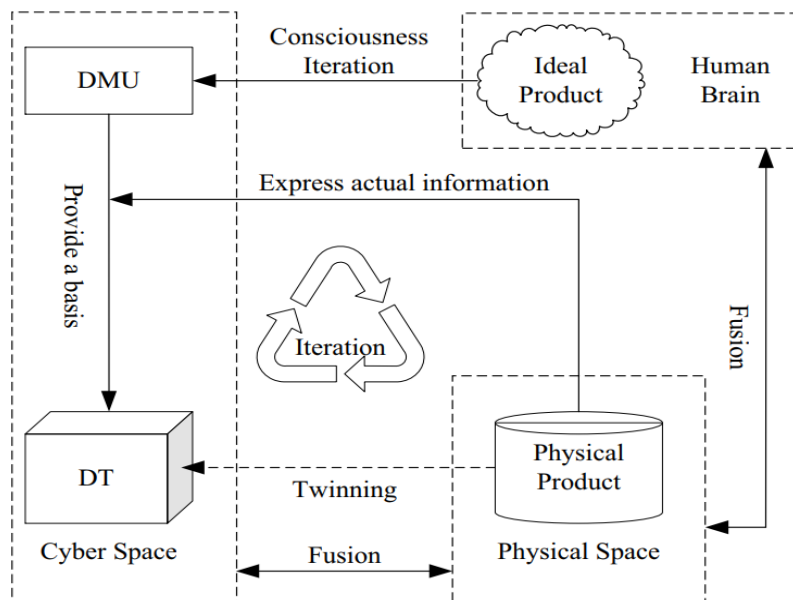 Consciousness
Iteration
DMU
Ideal
Product
Human
Brain
Express actual information
Provide a basis
Iteration
Fusion
DT
Twinning
Physical
Product
Cyber Space
Fusion
Physical Space